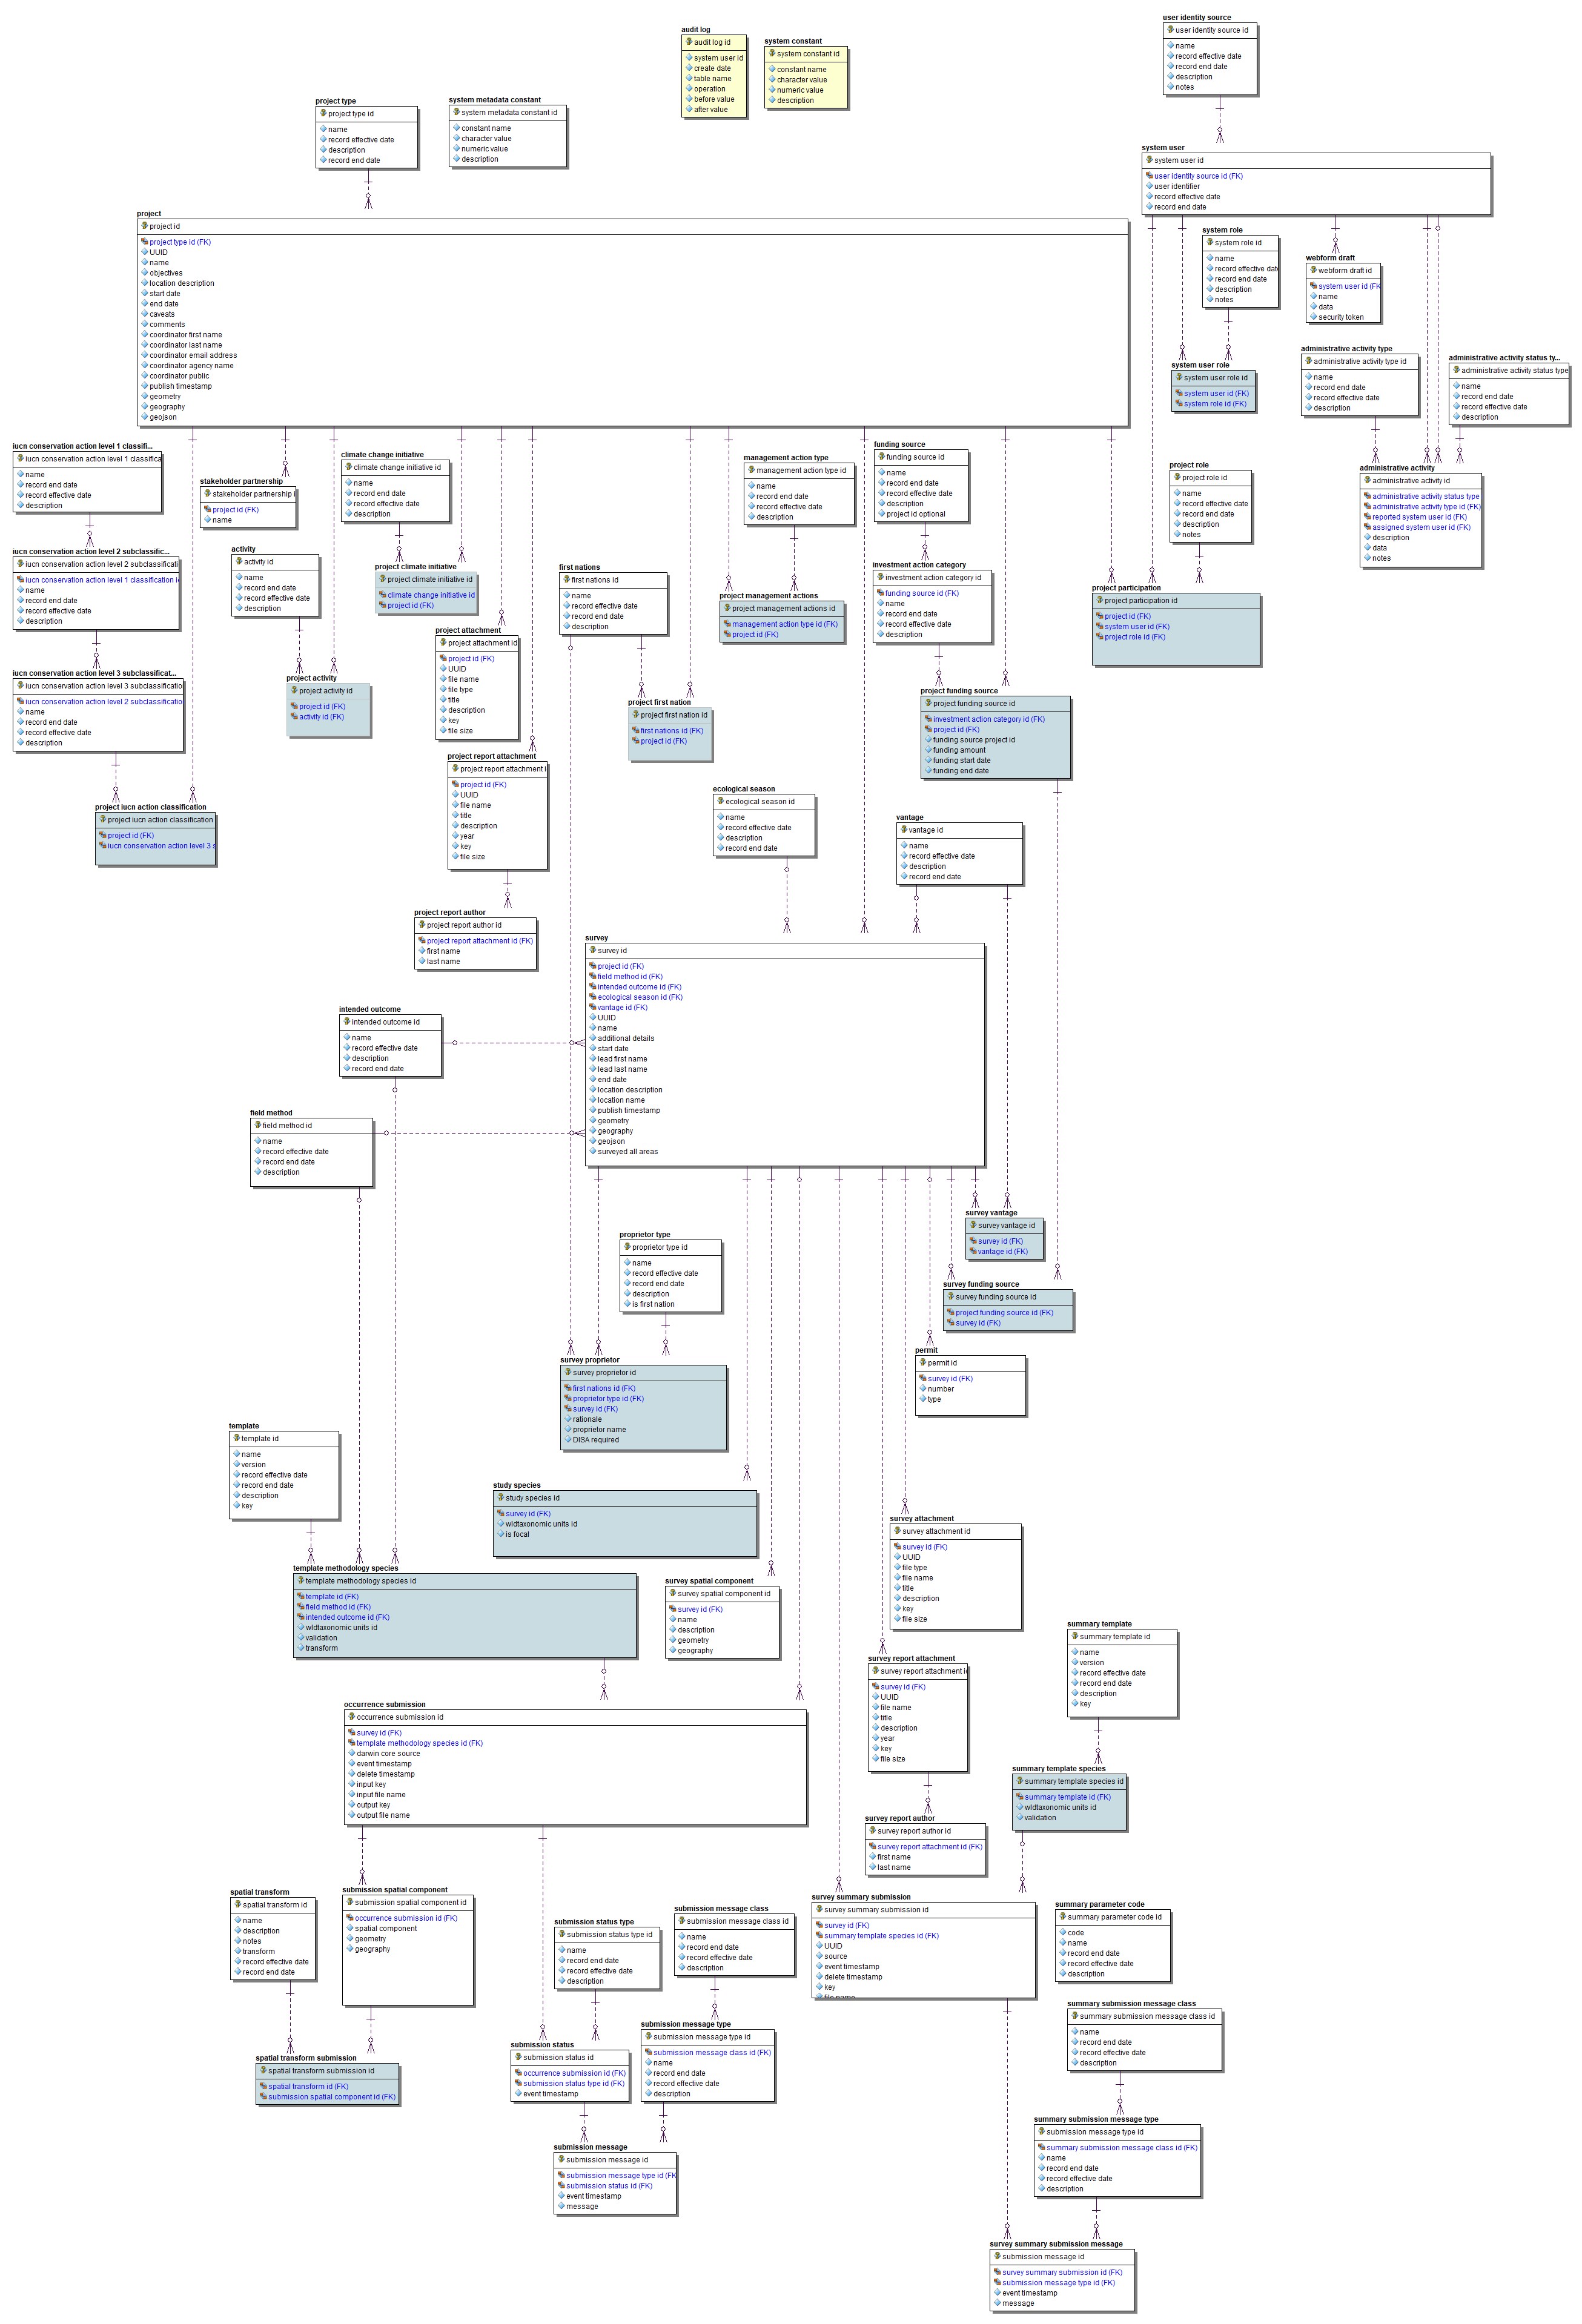 user identity source
user identity source id
name
record effective date
record end date
description
notes
audit log
audit log id
system user id
create date
table name
operation
before value
after value
system constant
system constant id
constant name
character value
numeric value
description
project type
project type id
name
record effective date
description
record end date
system metadata constant
system metadata constant id
constant name
character value
numeric value
description
system user
system user id
user identity source id (FK)
user identifier
record effective date
record end date
project
project id
project type id (FK)
UUID
name
objectives
location description
start date
end date
caveats
comments
coordinator first name
coordinator last name
coordinator email address
coordinator agency name
coordinator public
publish timestamp
geometry
geography
geojson
system role
system role id
name
record effective dat
record end date
description
notes
webform draft
webform draft id
system user id (FK
name
data
security token
system user role
system user role id
system user id (FK)
system role id (FK)
administrative activity type
administrative activity type id
name
record end date
record effective date
description
administrative activity status ty...
administrative activity status type
name
record end date
record effective date
description
administrative activity
administrative activity id
administrative activity status type
administrative activity type id (FK)
reported system user id (FK)
assigned system user id (FK)
description
data
notes
iucn conservation action level 1 classifi...
iucn conservation action level 1 classifica
name
record end date
record effective date
description
stakeholder partnership
stakeholder partnership i
project id (FK)
name
climate change initiative
climate change initiative id
name
record end date
record effective date
description
management action type
management action type id
name
record end date
record effective date
description
funding source
funding source id
name
record end date
record effective date
description
project id optional
project role
project role id
name
record effective date
record end date
description
notes
iucn conservation action level 2 subclassific...
iucn conservation action level 2 subclassificati
iucn conservation action level 1 classification i
name
record end date
record effective date
description
activity
activity id
name
record end date
record effective date
description
project climate initiative
project climate initiative id
climate change initiative id
project id (FK)
first nations
first nations id
name
record effective date
record end date
description
project management actions
project management actions id
management action type id (FK)
project id (FK)
investment action category
investment action category id
funding source id (FK)
name
record end date
record effective date
description
project participation
project participation id
project id (FK)
system user id (FK)
project role id (FK)
iucn conservation action level 3 subclassificat...
iucn conservation action level 3 subclassificatio
iucn conservation action level 2 subclassificatio
name
record end date
record effective date
description
project activity
project activity id
project id (FK)
activity id (FK)
project attachment
project attachment id
project id (FK)
UUID
file name
file type
title
description
key
file size
project first nation
project first nation id
first nations id (FK)
project id (FK)
project funding source
project funding source id
investment action category id (FK)
project id (FK)
funding source project id
funding amount
funding start date
funding end date
project iucn action classification
project iucn action classification
project id (FK)
iucn conservation action level 3 s
project report attachment
project report attachment i
project id (FK)
UUID
file name
title
description
year
key
file size
ecological season
ecological season id
name
record effective date
description
record end date
vantage
vantage id
name
record effective date
description
record end date
project report author
project report author id
project report attachment id (FK)
first name
last name
survey
survey id
project id (FK)
field method id (FK)
intended outcome id (FK)
ecological season id (FK)
vantage id (FK)
UUID
name
additional details
start date
lead first name
lead last name
end date
location description
location name
publish timestamp
geometry
geography
geojson
surveyed all areas
intended outcome
intended outcome id
name
record effective date
description
record end date
field method
field method id
name
record effective date
record end date
description
survey vantage
survey vantage id
survey id (FK)
vantage id (FK)
proprietor type
proprietor type id
name
record effective date
record end date
description
is first nation
survey funding source
survey funding source id
project funding source id (FK)
survey id (FK)
permit
permit id
survey id (FK)
number
type
survey proprietor
survey proprietor id
first nations id (FK)
proprietor type id (FK)
survey id (FK)
rationale
proprietor name
DISA required
template
template id
name
version
record effective date
record end date
description
key
study species
study species id
survey id (FK)
wldtaxonomic units id
is focal
survey attachment
survey attachment id
survey id (FK)
UUID
file type
file name
title
description
key
file size
template methodology species
template methodology species id
template id (FK)
field method id (FK)
intended outcome id (FK)
wldtaxonomic units id
validation
transform
survey spatial component
survey spatial component id
survey id (FK)
name
description
geometry
geography
summary template
summary template id
name
version
record effective date
record end date
description
key
survey report attachment
survey report attachment id
survey id (FK)
UUID
file name
title
description
year
key
file size
occurrence submission
occurrence submission id
survey id (FK)
template methodology species id (FK)
darwin core source
event timestamp
delete timestamp
input key
input file name
output key
output file name
summary template species
summary template species id
summary template id (FK)
wldtaxonomic units id
validation
survey report author
survey report author id
survey report attachment id (FK)
first name
last name
spatial transform
spatial transform id
name
description
notes
transform
record effective date
record end date
submission spatial component
submission spatial component id
occurrence submission id (FK)
spatial component
geometry
geography
submission status type
submission status type id
name
record end date
record effective date
description
submission message class
submission message class id
name
record end date
record effective date
description
survey summary submission
survey summary submission id
survey id (FK)
summary template species id (FK)
UUID
source
event timestamp
delete timestamp
key
file name
summary parameter code
summary parameter code id
code
name
record end date
record effective date
description
summary submission message class
summary submission message class id
name
record end date
record effective date
description
submission status
submission status id
occurrence submission id (FK)
submission status type id (FK)
event timestamp
submission message type
submission message type id
submission message class id (FK)
name
record end date
record effective date
description
spatial transform submission
spatial transform submission id
spatial transform id (FK)
submission spatial component id (FK)
submission message
submission message id
submission message type id (FK
submission status id (FK)
event timestamp
message
summary submission message type
submission message type id
summary submission message class id (FK)
name
record end date
record effective date
description
survey summary submission message
submission message id
survey summary submission id (FK)
submission message type id (FK)
event timestamp
message